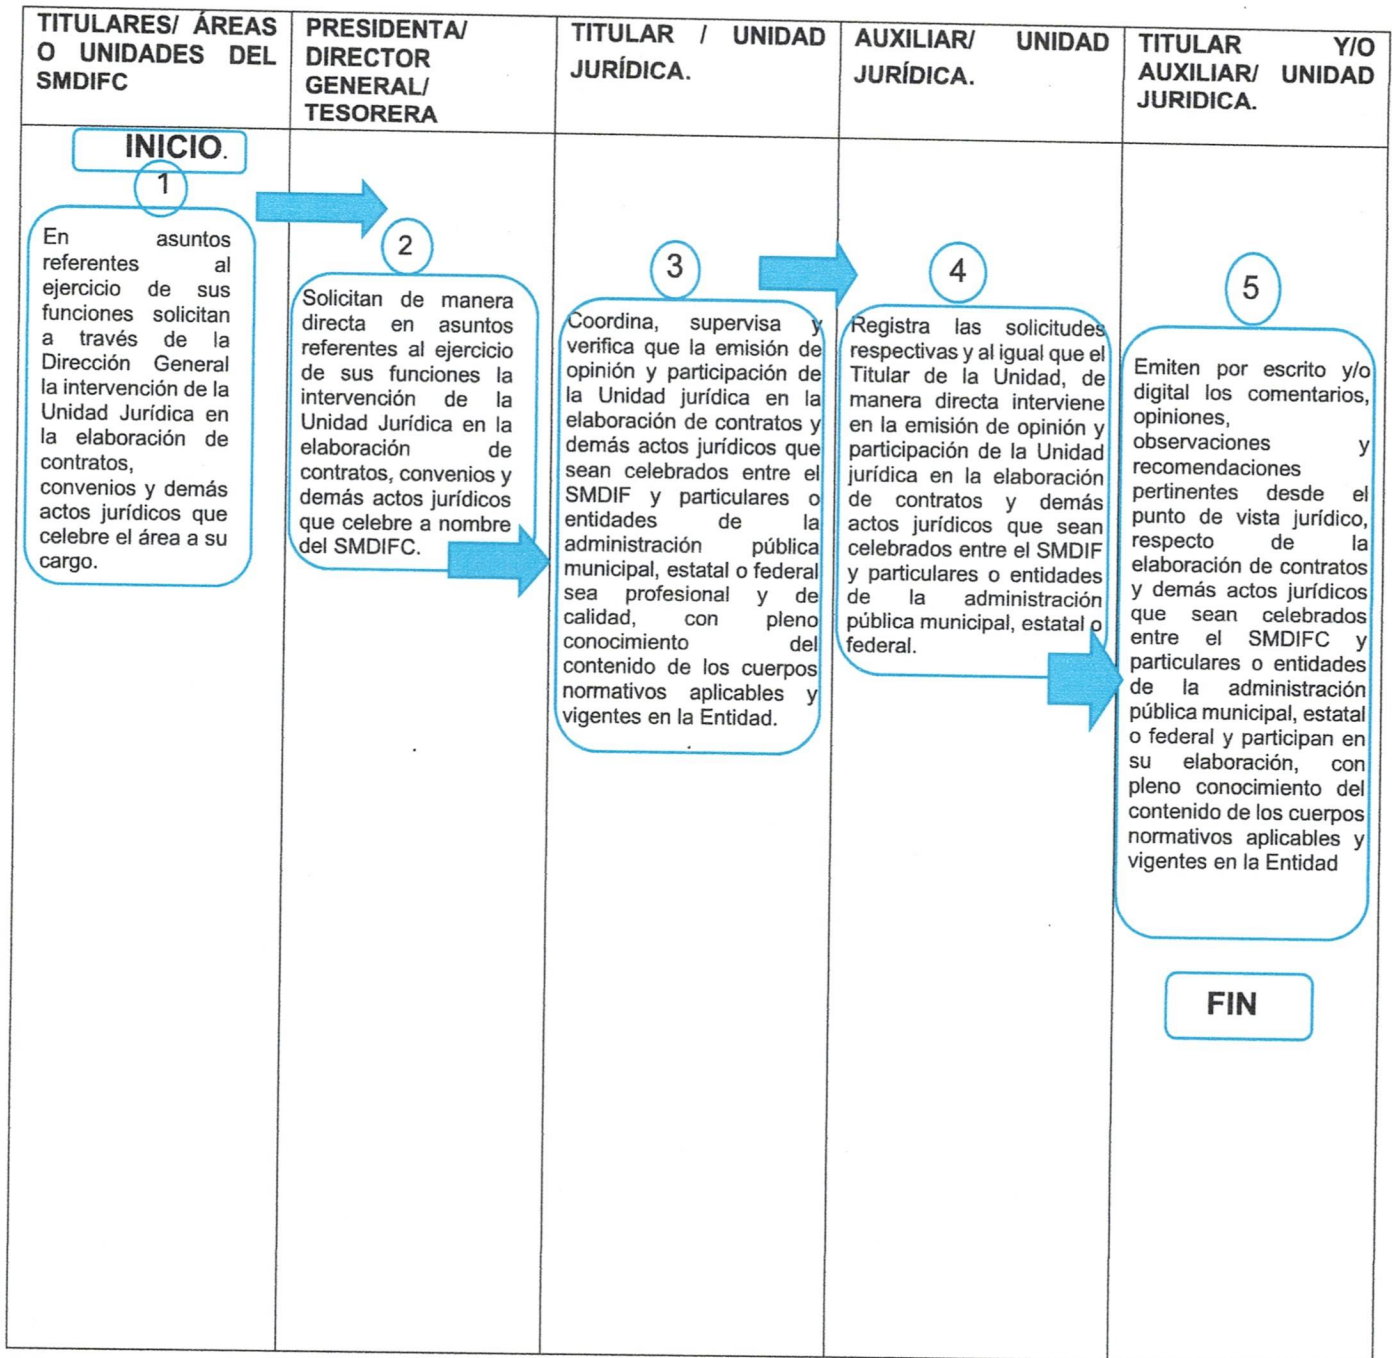 TITULARES/ ÁREAS
O UNIDADES DEL
SMDIFC
PRESIDENTA/
DIRECTOR
GENERAL/
TESORERA
TITULAR / UNIDAD
JURÍDICA.
AUXILIAR/ UNIDAD
JURÍDICA.
TITULAR Y/O
AUXILIAR/ UNIDAD
JURIDICA.
INICIO.
1
En asuntos
referentes al
ejercicio de sus
funciones solicitan
a través de la
Dirección General
la intervención de la
Unidad Jurídica en
la elaboración de
contratos,
convenios y demás
actos jurídicos que
celebre el área a su
cargo.
2
Solicitan de manera
directa en asuntos
referentes al ejercicio
de sus funciones la
intervención de la
Unidad Jurídica en la
elaboración de
contratos, convenios y
demás actos jurídicos
que celebre a nombre
del SMDIFC.
3
Coordina, supervisa y
verifica que la emisión de
opinión y participación de
la Unidad jurídica en la
elaboración de contratos y
demás actos jurídicos que
sean celebrados entre el
SMDIF y particulares o
entidades de la
administración pública
municipal, estatal o federal
sea profesional y de
calidad, con pleno
conocimiento del
contenido de los cuerpos
normativos aplicables y
vigentes en la Entidad.
4
Registra las solicitudes
respectivas y al igual que el
Titular de la Unidad, de
manera directa interviene
en la emisión de opinión y
participación de la Unidad
jurídica en la elaboración
de contratos y demás
actos jurídicos que sean
celebrados entre el SMDIF
y particulares o entidades
de la administración
pública municipal, estatal o
federal.
5
Emiten por escrito y/o
digital los comentarios,
opiniones,
observaciones y
recomendaciones
pertinentes desde el
punto de vista jurídico,
respecto de la
elaboración de contratos
y demás actos jurídicos
que sean celebrados
entre el SMDIFC y
particulares o entidades
de la administración
pública municipal, estatal
o federal y participan en
su elaboración, con
pleno conocimiento del
contenido de los cuerpos
normativos aplicables y
vigentes en la Entidad
FIN